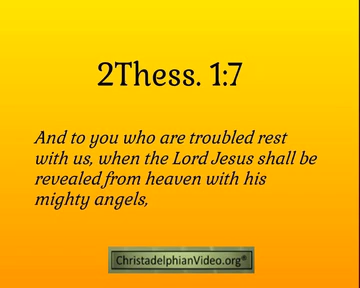 2Thess. 1:7
And to you who are troubled rest
with us, when the Lord Jesus shall be
revealed from heaven with his
mighty angels,
ChristadelphianVideo.org®